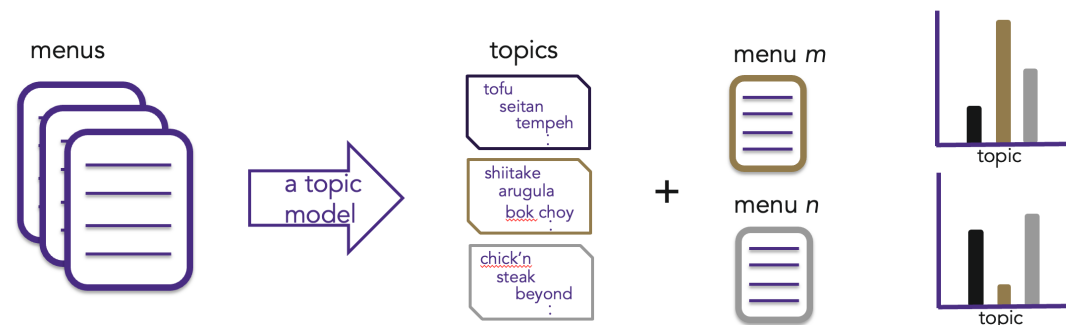 menus
a topic
model
topics
tofu
seitan
tempeh
:
shiitake
arugula
bok choy
:
chick'n
steak
beyond
:
+
menu m
menu n
topic
topic